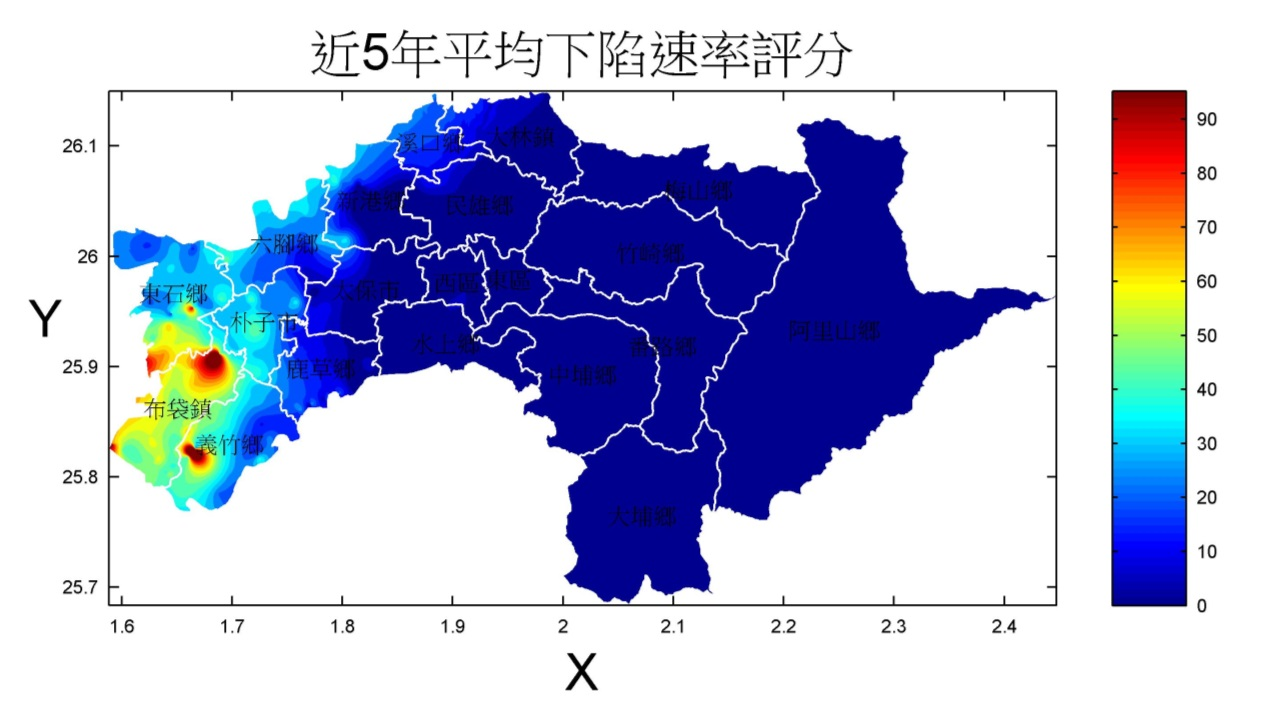 近5年平均下陷速率評分
Y
26.1
26
25.9
25.8
25.7
溪口鄉
大林鎮
新港鄉
民雄鄉
梅山鄉
六腳鄉
竹崎鄉
東石鄉
太保市
西區
東區
朴子市
水上鄉
番路鄉
阿里山鄉
鹿草鄉
中埔鄉
布袋鎮
義竹鄉
大埔鄉
1.6 1.7 1.8 1.9 2 2.1 2.2 2.3 2.4
X
90
80
70
60
50
40
30
20
10
0